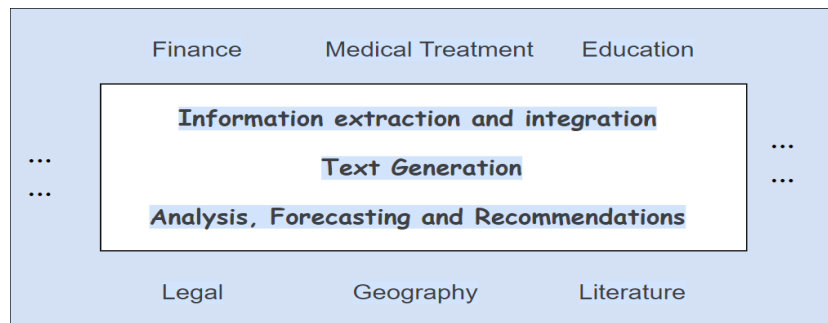 Finance Medical Treatment Education
Information extraction and integration
... ...
Text Generation
... ...
Analysis, Forecasting and Recommendations
Legal Geography Literature